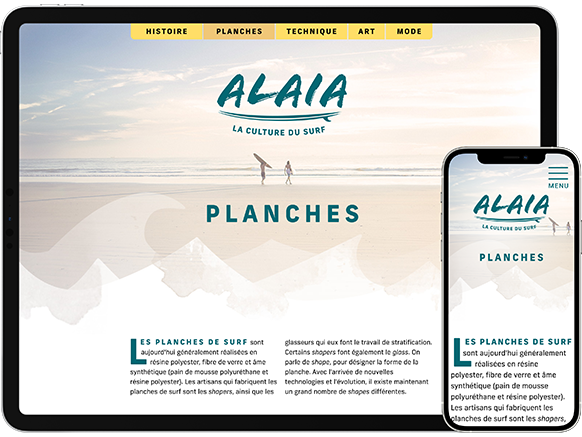 HISTOIRE PLANCHES TECHNIQUE ART MODE
ALAIA
LA CULTURE DU SURF
PLANCHES
LES PLANCHES DE SURF sont
aujourd'hui généralement réalisées en
résine polyester, fibre de verre et âme
synthétique (pain de mousse polyuréthane et
résine polyester). Les artisans qui fabriquent les
planches de surf sont les shapers, ainsi que les
glasseurs qui eux font le travail de stratification.
Certains shapers font également le glass. On
parle de shape, pour désigner la forme de la
planche. Avec l'arrivée de nouvelles
technologies et l'évolution, il existe maintenant
un grand nombre de shapes différentes.
MENU
ALAIA
LA CULTURE DU SURF
PLANCHES
LES PLANCHES DE SURF
sont aujourd'hui généralement
réalisées en résine
polyester, fibre de verre et âme
synthétique (pain de mousse
polyuréthane et résine polyester).
Les artisans qui fabriquent les
planches de surf sont les shapers,